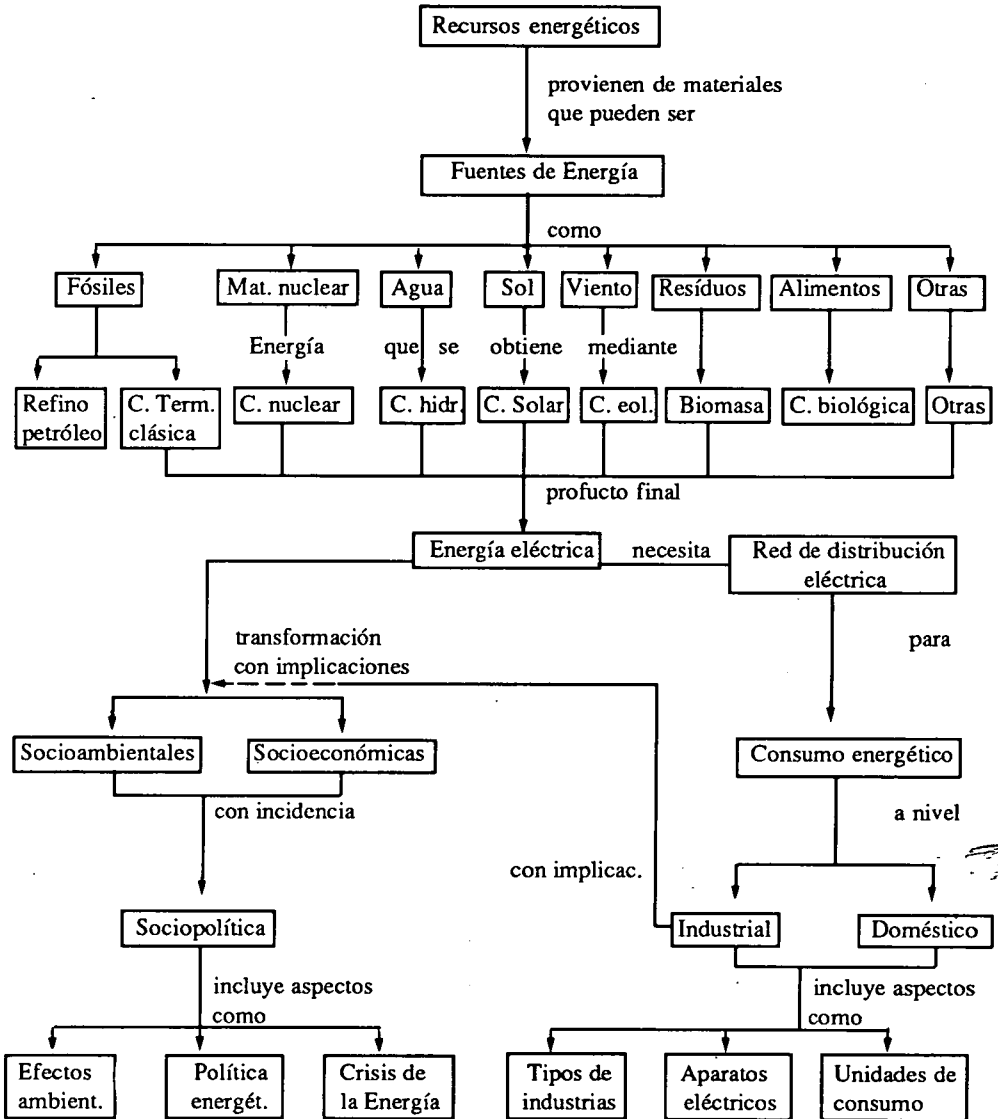 Recursos energéticos
provienen de materiales
que pueden ser
Fuentes de Energía
como
Fósiles
Mat. nuclear
Agua
Sol
Viento
Resíduos
Alimentos
Otras
Energía que se obtiene mediante
Refino
petróleo
C. Term.
clásica
C. nuclear
C. hidr.
C. Solar
C. eol.
Biomasa
C. biológica
Otras
profucto final
Energía eléctrica
necesita
Red de distribución
eléctrica
transformación
con implicaciones
para
Socioambientales
Socioeconómicas
Consumo energético
con incidencia
a nivel
con implicac.
Sociopolítica
Industrial
Doméstico
incluye aspectos
como
incluye aspectos
como
Efectos
ambient.
Política
energét.
Crisis de
la Energía
Tipos de
industrias
Aparatos
eléctricos
Unidades de
consumo